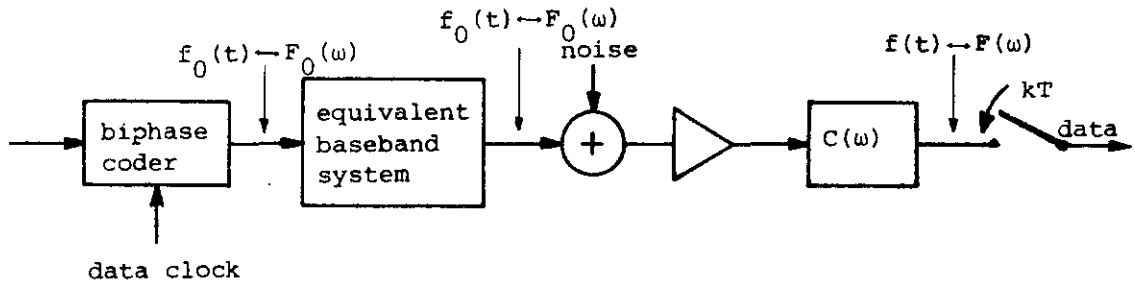 f₀(t)↔F₀(ω)
f₀(t)↔F₀(ω)
noise
f(t)↔F(ω)
kT
biphase
coder
equivalent
baseband
system
+
C(ω)
data
data clock